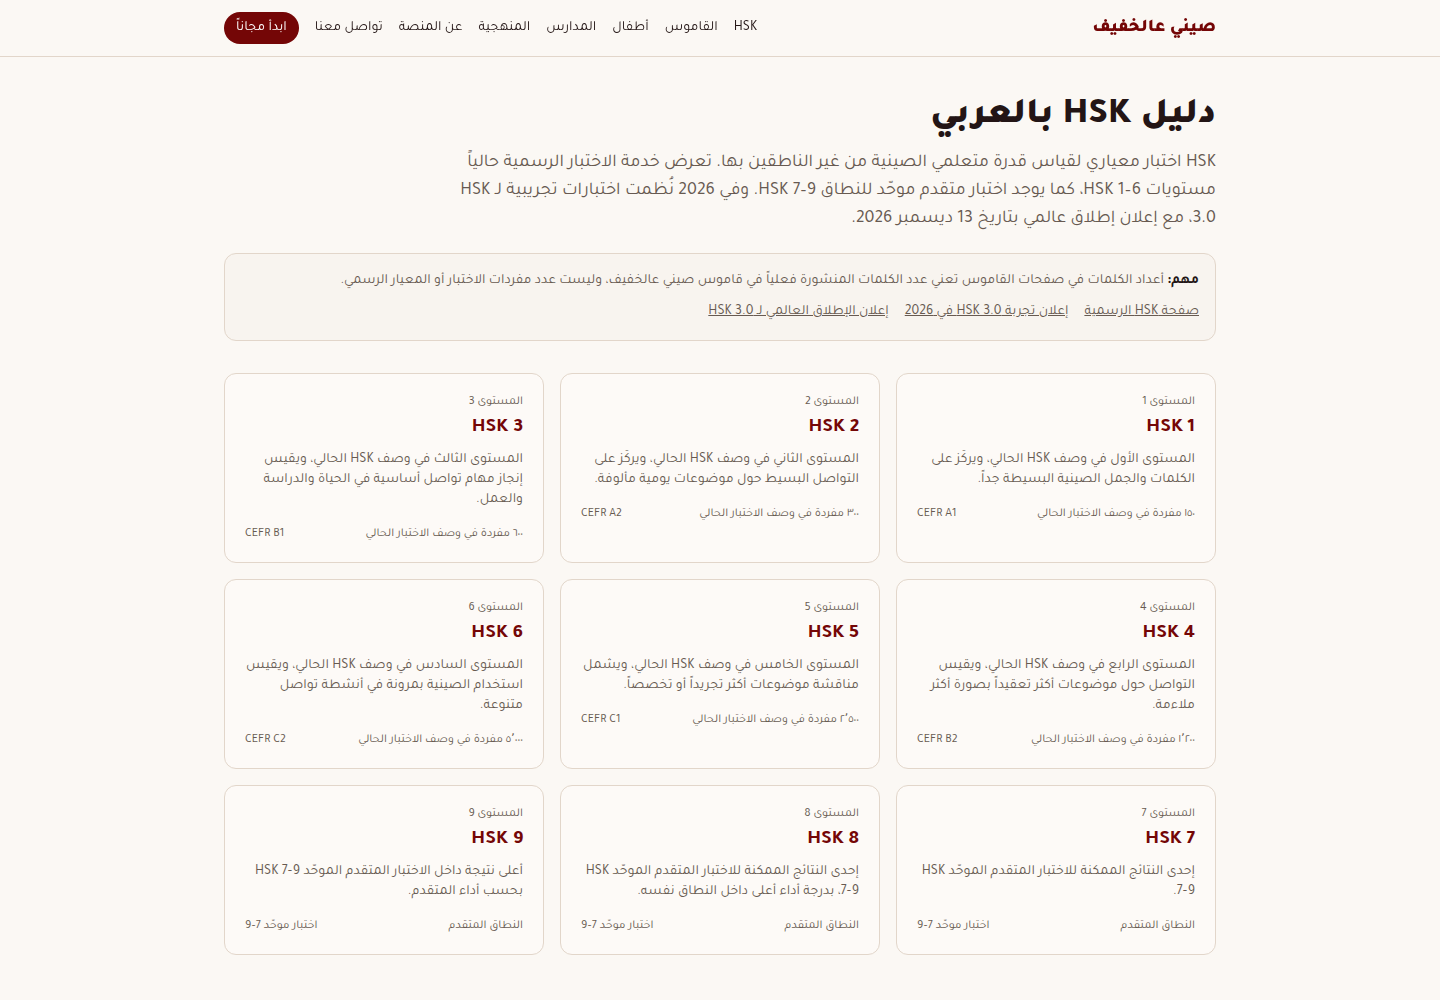 صيني عالخفيف
HSK القاموس أطفال المدارس المنهجية عن المنصة تواصل معنا ابدأ مجاناً
دليل HSK بالعربي
HSK اختبار معياري لقياس قدرة متعلمي الصينية من غير الناطقين بها. تعرض خدمة الاختبار الرسمية حالياً
مستويات HSK 1–6، كما يوجد اختبار متقدم موحّد للنطاق HSK 7–9. وفي 2026 نُظمت اختبارات تجريبية لـ HSK
3.0، مع إعلان إطلاق عالمي بتاريخ 13 ديسمبر 2026.
مهم: أعداد الكلمات في صفحات القاموس تعني عدد الكلمات المنشورة فعلياً في قاموس صيني عالخفيف، وليست عدد مفردات الاختبار أو المعيار الرسمي.
صفحة HSK الرسمية إعلان تجربة HSK 3.0 في 2026 إعلان الإطلاق العالمي لـ HSK 3.0
المستوى 1
HSK 1
المستوى الأول في وصف HSK الحالي، ويركّز على
الكلمات والجمل الصينية البسيطة جداً.
١٥٠ مفردة في وصف الاختبار الحالي CEFR A1
المستوى 2
HSK 2
المستوى الثاني في وصف HSK الحالي، ويركّز على
التواصل البسيط حول موضوعات يومية مألوفة.
٣٠٠ مفردة في وصف الاختبار الحالي CEFR A2
المستوى 3
HSK 3
المستوى الثالث في وصف HSK الحالي، ويقيس
إنجاز مهام تواصل أساسية في الحياة والدراسة
والعمل.
٦٠٠ مفردة في وصف الاختبار الحالي CEFR B1
المستوى 4
HSK 4
المستوى الرابع في وصف HSK الحالي، ويقيس
التواصل حول موضوعات أكثر تعقيداً بصورة أكثر
ملاءمة.
١٬٢٠٠ مفردة في وصف الاختبار الحالي CEFR B2
المستوى 5
HSK 5
المستوى الخامس في وصف HSK الحالي، ويشمل
مناقشة موضوعات أكثر تجريداً أو تخصصاً.
٢٬٥٠٠ مفردة في وصف الاختبار الحالي CEFR C1
المستوى 6
HSK 6
المستوى السادس في وصف HSK الحالي، ويقيس
استخدام الصينية بمرونة في أنشطة تواصل
متنوعة.
٥٬٠٠٠ مفردة في وصف الاختبار الحالي CEFR C2
المستوى 7
HSK 7
إحدى النتائج الممكنة للاختبار المتقدم الموحّد HSK
7–9.
النطاق المتقدم اختبار موحّد 7–9
المستوى 8
HSK 8
إحدى النتائج الممكنة للاختبار المتقدم الموحّد HSK
7–9، بدرجة أداء أعلى داخل النطاق نفسه.
النطاق المتقدم اختبار موحّد 7–9
المستوى 9
HSK 9
أعلى نتيجة داخل الاختبار المتقدم الموحّد HSK 7–9
بحسب أداء المتقدم.
النطاق المتقدم اختبار موحّد 7–9